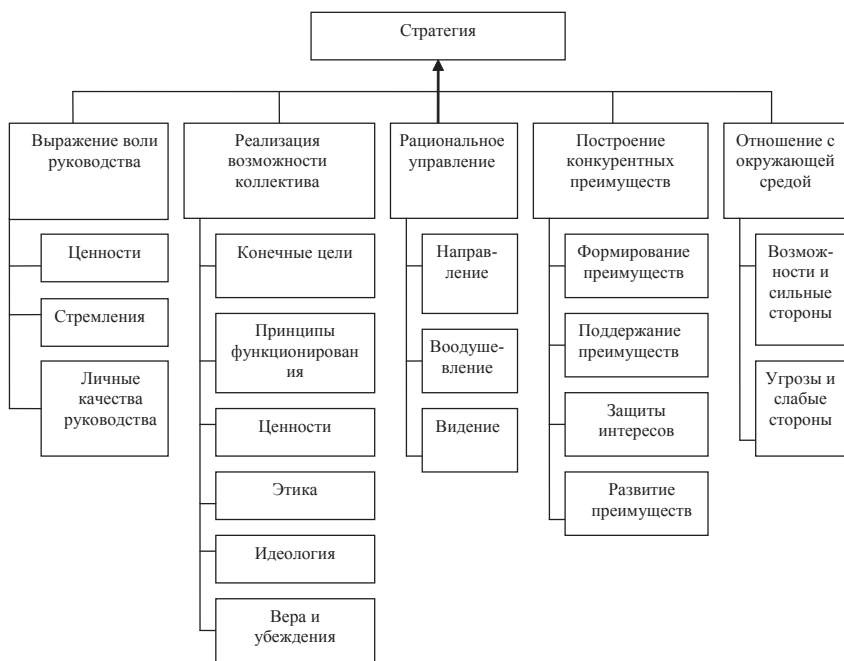 Стратегия
Выражение воли
руководства
Ценности
Стремления
Личные
качества
руководства
Реализация
возможности
коллектива
Конечные цели
Принципы
функционирова
ния
Ценности
Этика
Идеология
Вера и
убеждения
Рациональное
управление
Направ-
ление
Воодуше-
вление
Видение
Построение
конкурентных
преимуществ
Формирование
преимуществ
Поддержание
преимуществ
Защиты
интересов
Развитие
преимуществ
Отношение с
окружающей
средой
Возмож-
ности и
сильные
стороны
Угрозы и
слабые
стороны